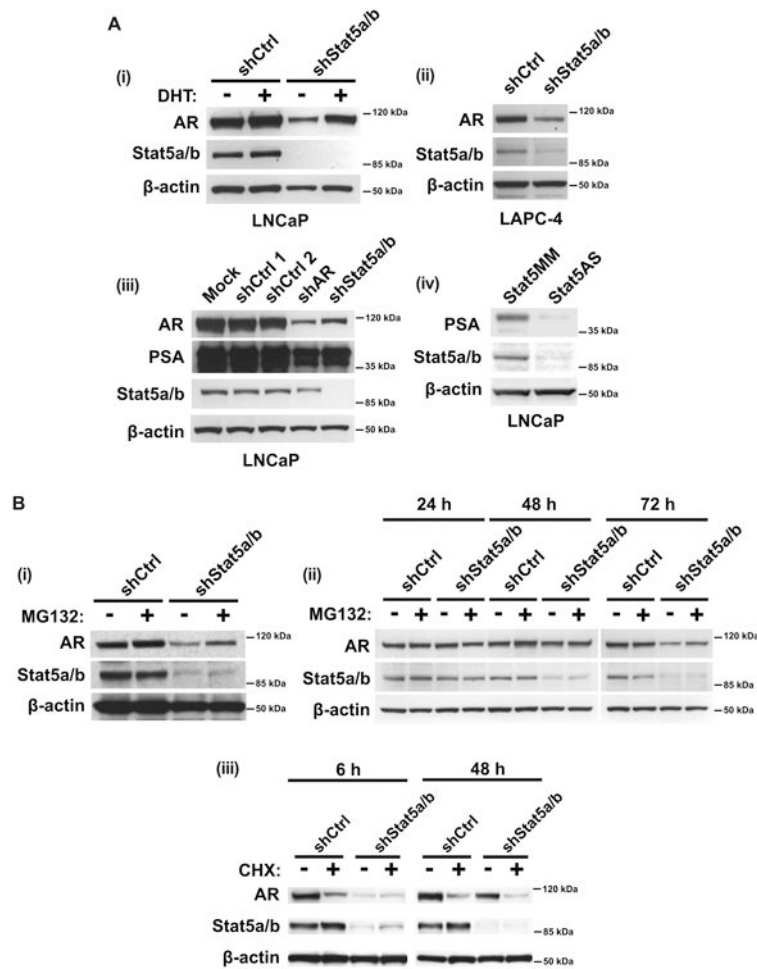 A
(i)
shCtrl shStat5a/b
DHT: - + - +
AR —120 kDa
Stat5a/b —85 kDa
β-actin —50 kDa
LNCaP
(ii)
shCtrl shStat5a/b
AR —120 kDa
Stat5a/b —85 kDa
β-actin —50 kDa
LAPC-4
(iii)
Mock shCtrl 1 shCtrl 2 shAR shStat5a/b
AR —120 kDa
PSA —35 kDa
Stat5a/b —85 kDa
β-actin —50 kDa
LNCaP
(iv)
Stat5MM Stat5AS
PSA —35 kDa
Stat5a/b —85 kDa
β-actin —50 kDa
LNCaP
B
(i)
shCtrl shStat5a/b
MG132: - + - +
AR —120 kDa
Stat5a/b —85 kDa
β-actin —50 kDa
(ii)
24 h 48 h 72 h
shCtrl shStat5a/b shCtrl shStat5a/b shCtrl shStat5a/b
MG132: - + - + - + - + - + - +
AR —120 kDa
Stat5a/b —85 kDa
β-actin —50 kDa
(iii)
6 h 48 h
shCtrl shStat5a/b shCtrl shStat5a/b
CHX: - + - + - + - +
AR —120 kDa
Stat5a/b —85 kDa
β-actin —50 kDa